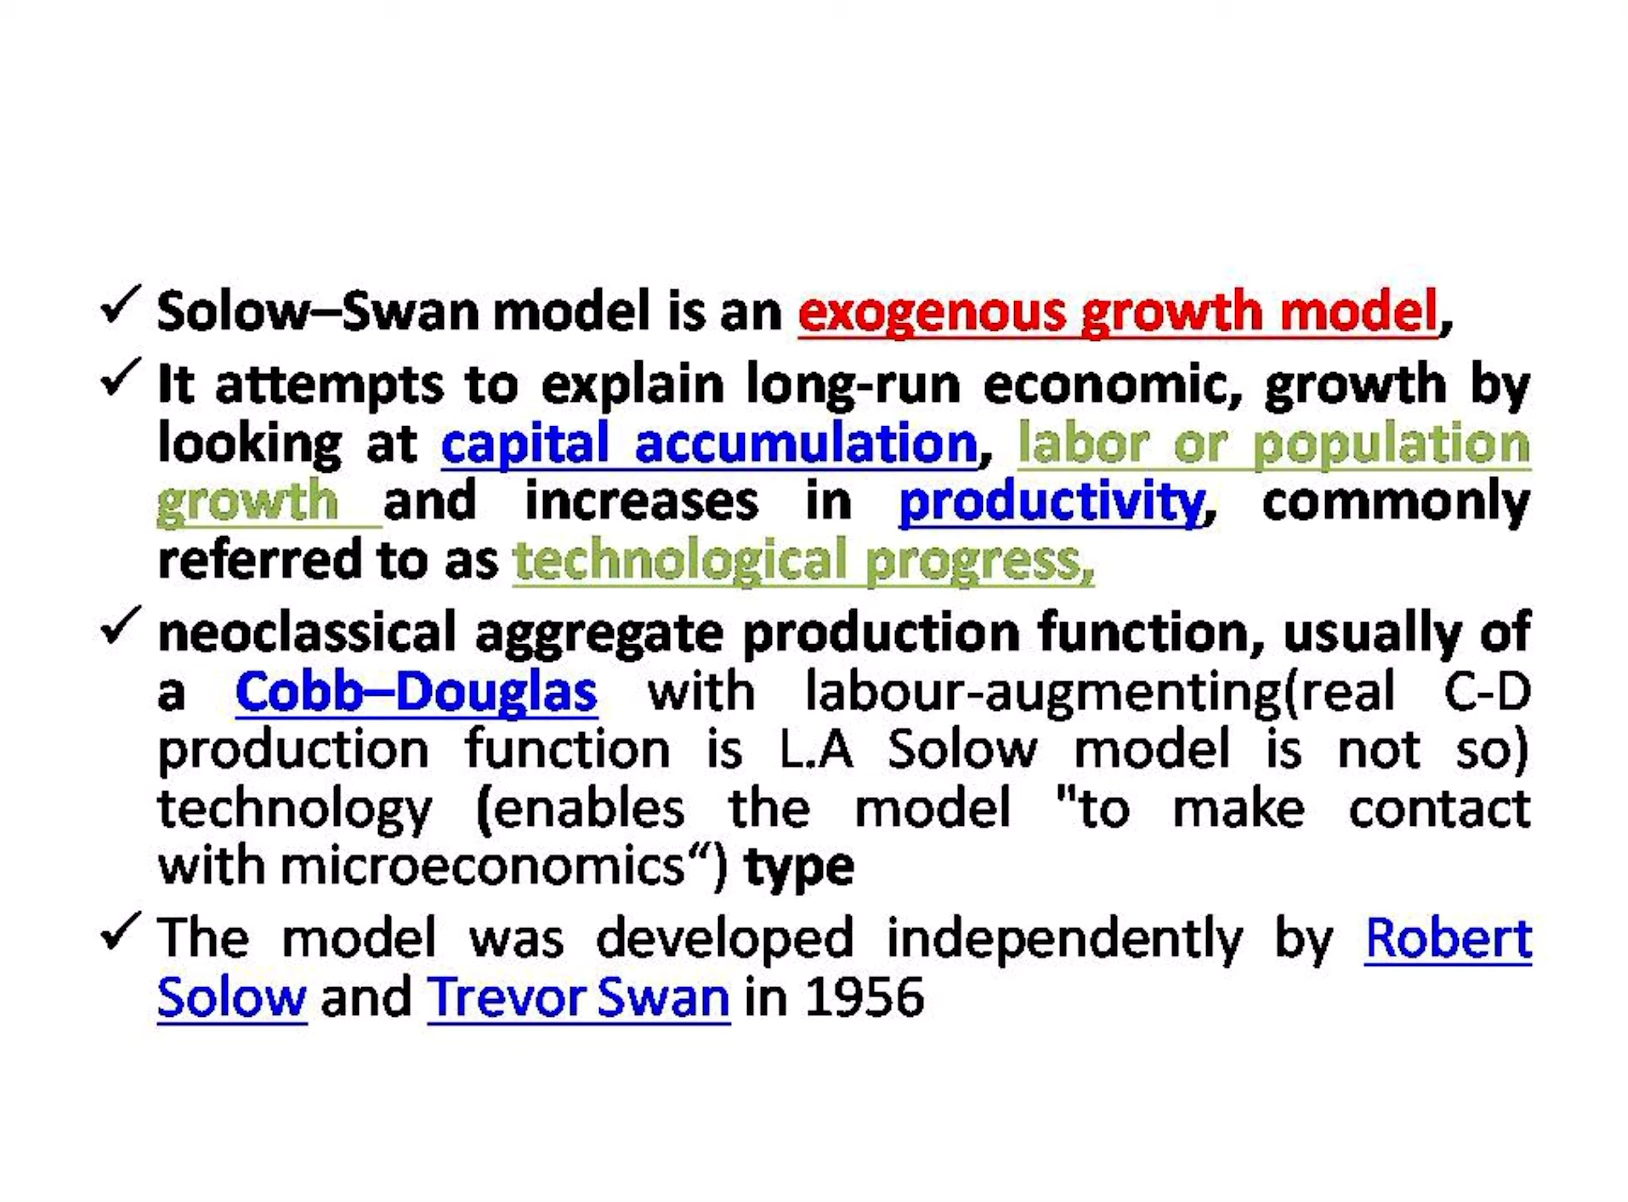 ✓ Solow–Swan model is an exogenous growth model,
✓ It attempts to explain long-run economic, growth by
looking at capital accumulation, labor or population
growth and increases in productivity, commonly
referred to as technological progress,
✓ neoclassical aggregate production function, usually of
a Cobb–Douglas with labour-augmenting(real C-D
production function is L.A Solow model is not so)
technology (enables the model "to make contact
with microeconomics“) type
✓ The model was developed independently by Robert
Solow and Trevor Swan in 1956